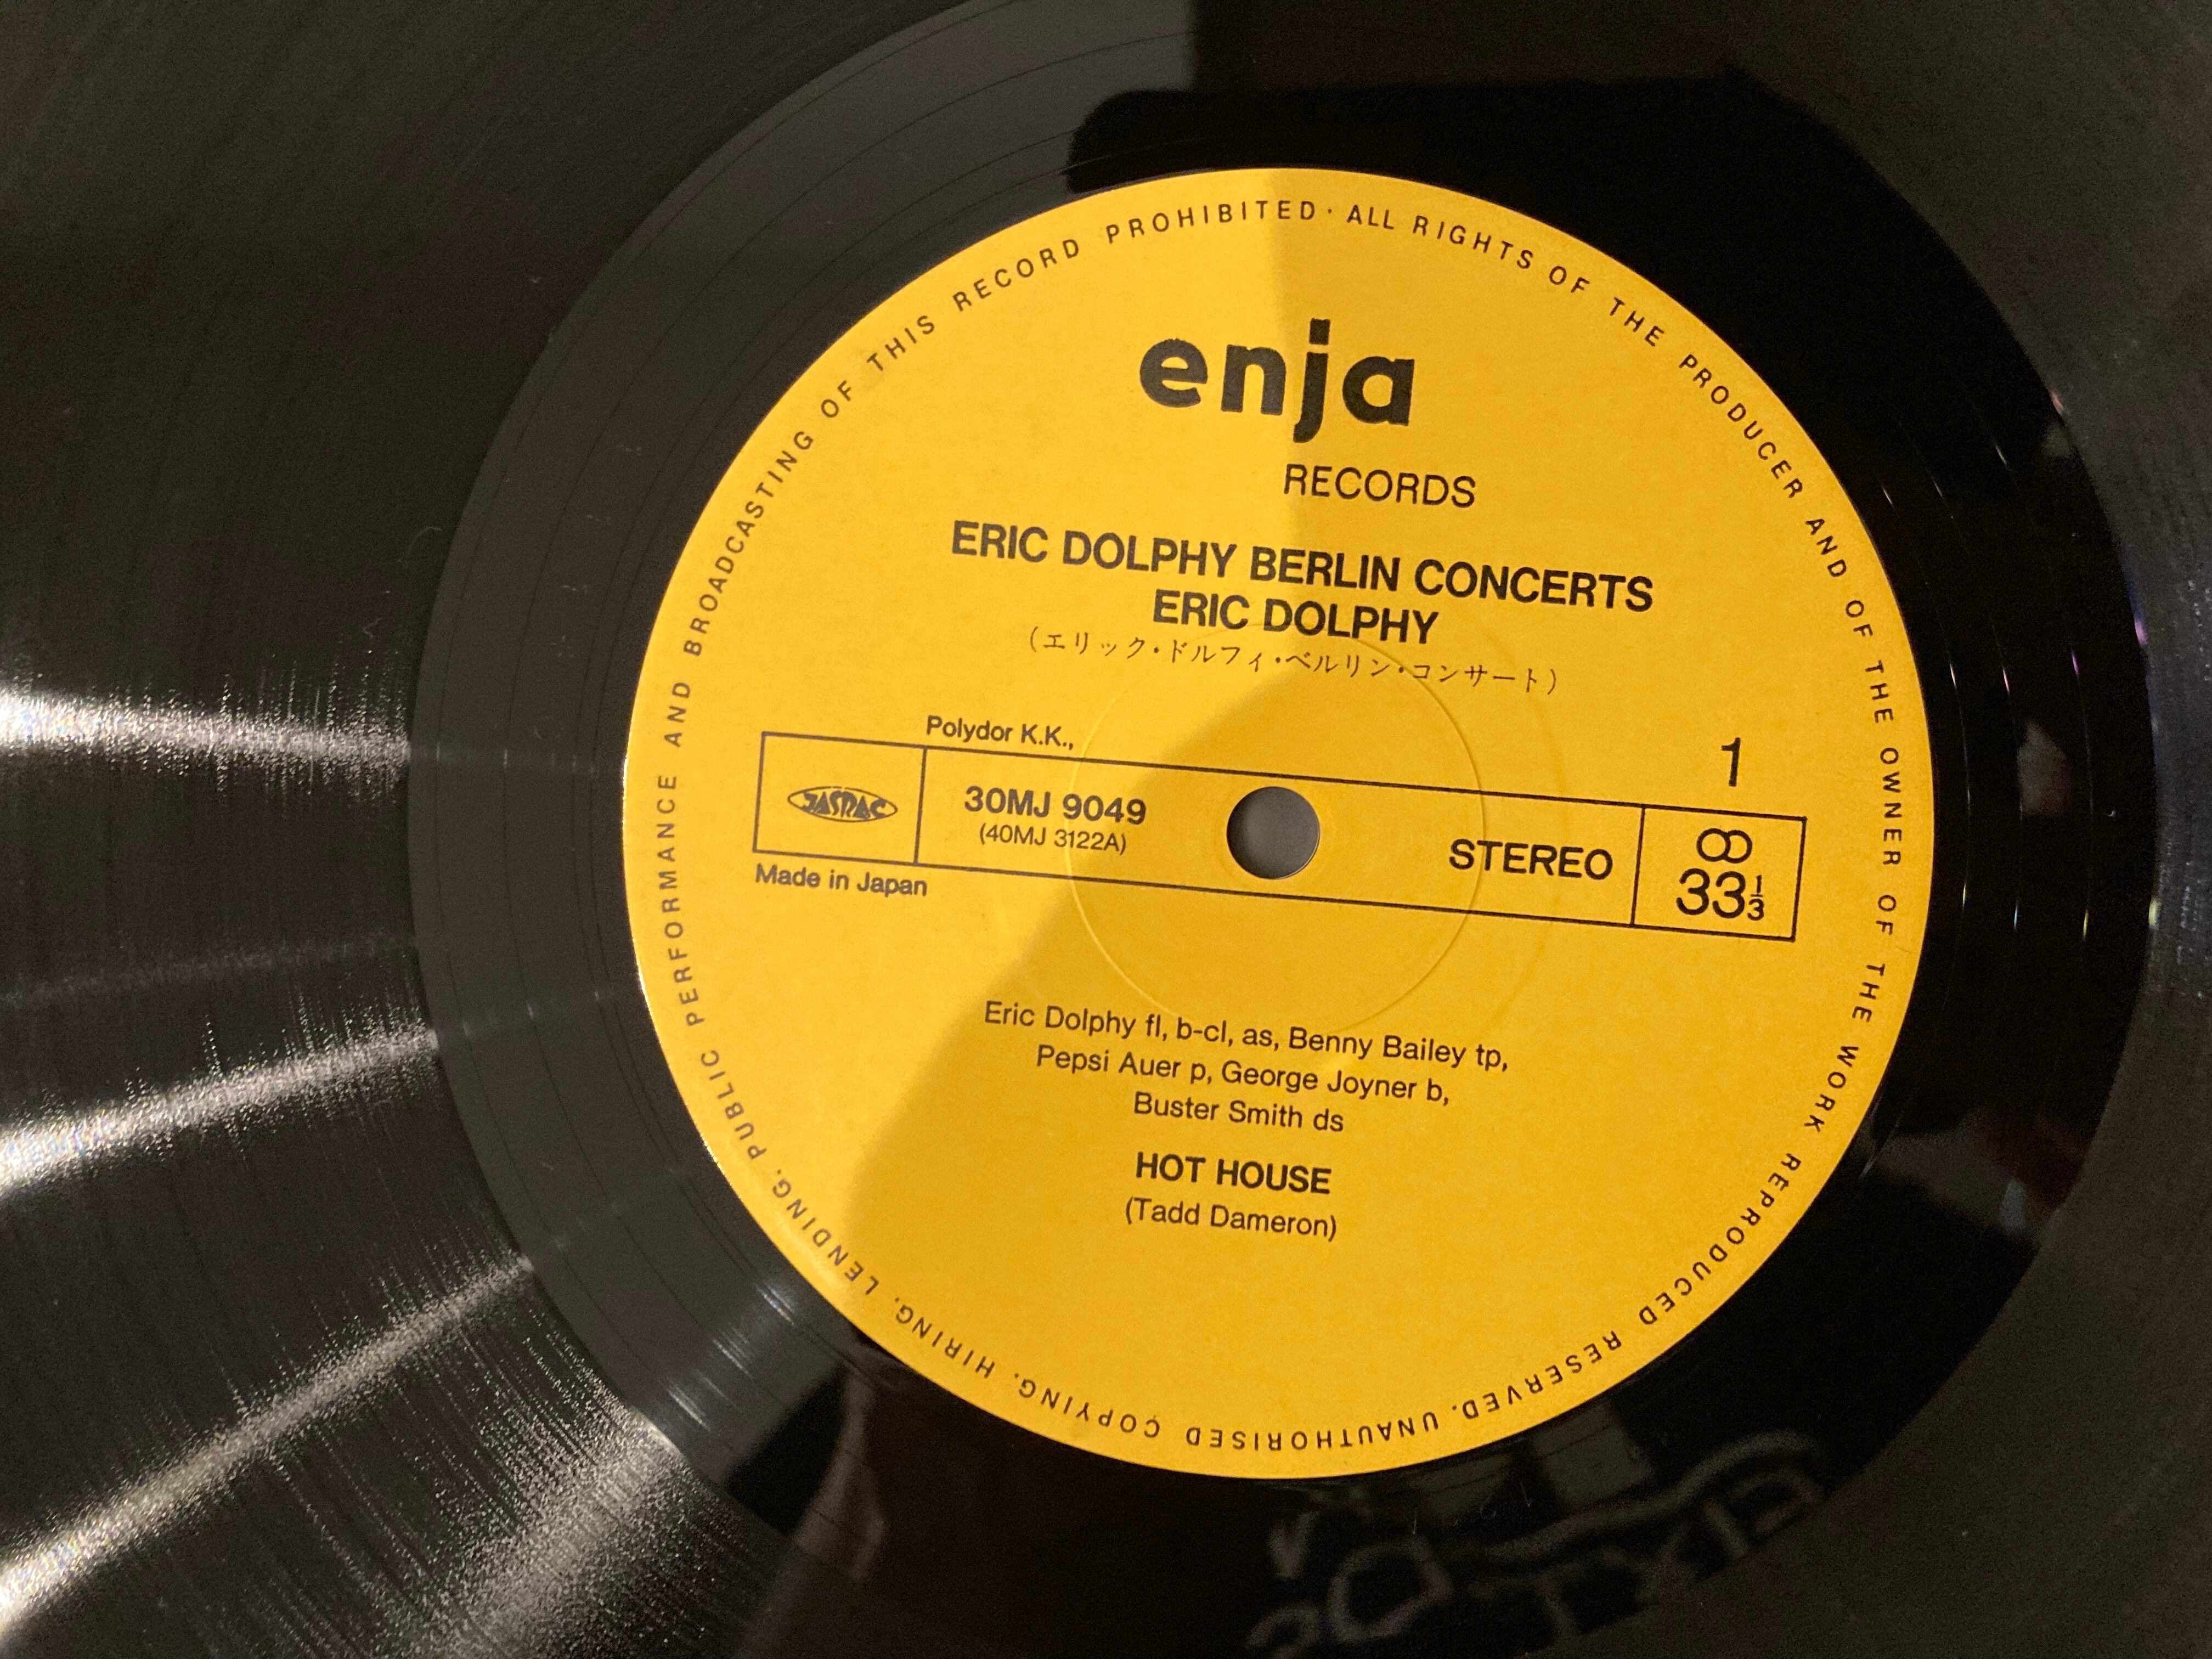 enja
RECORDS
ERIC DOLPHY BERLIN CONCERTS
ERIC DOLPHY
(エリック・ドルフィ・ベルリン・コンサート)
Polydor K.K.,
1
JASRAC
30MJ 9049
(40MJ 3122A)
STEREO
33⅓
Made in Japan
Eric Dolphy fl, b-cl, as, Benny Bailey tp,
Pepsi Auer p, George Joyner b,
Buster Smith ds
HOT HOUSE
(Tadd Dameron)
ALL RIGHTS OF THE PRODUCER AND OF THE OWNER OF THE WORK REPRODUCED RESERVED. UNAUTHORISED COPYING. HIRING. LENDING. PUBLIC PERFORMANCE AND BROADCASTING OF THIS RECORD PROHIBITED ·